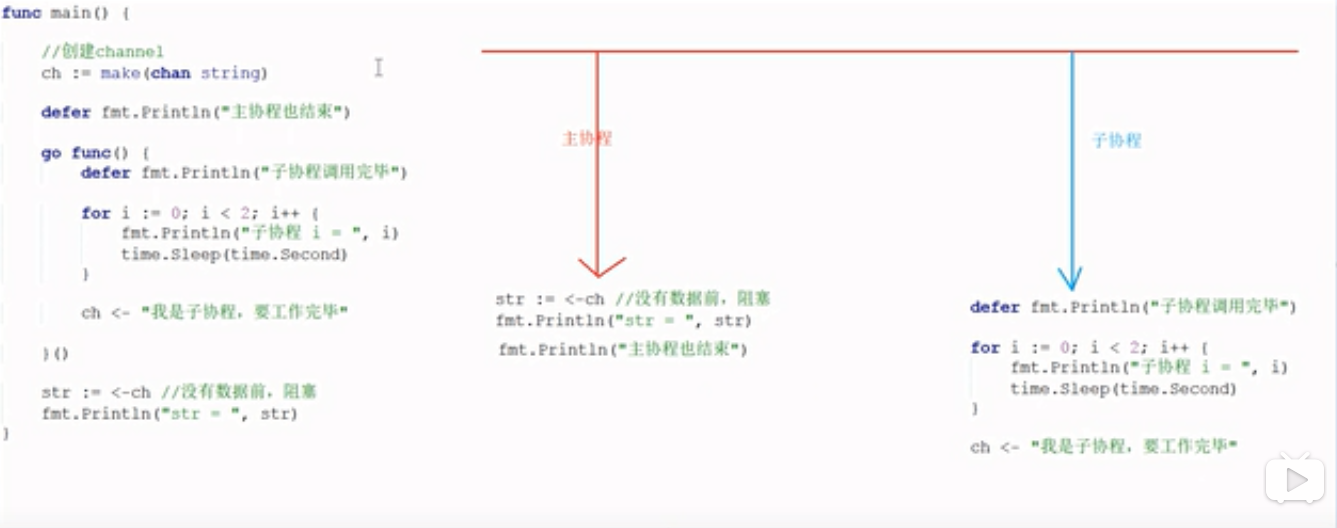 func main() {
//创建channel
ch := make(chan string)
defer fmt.Println("主协程也结束")
go func() {
defer fmt.Println("子协程调用完毕")
for i := 0; i < 2; i++ {
fmt.Println("子协程 i = ", i)
time.Sleep(time.Second)
}
ch <- "我是子协程，要工作完毕"
}()
str := <-ch //没有数据前，阻塞
fmt.Println("str = ", str)
}
主协程
str := <-ch //没有数据前，阻塞
fmt.Println("str = ", str)
fmt.Println("主协程也结束")
子协程
defer fmt.Println("子协程调用完毕")
for i := 0; i < 2; i++ {
fmt.Println("子协程 i = ", i)
time.Sleep(time.Second)
}
ch <- "我是子协程，要工作完毕"